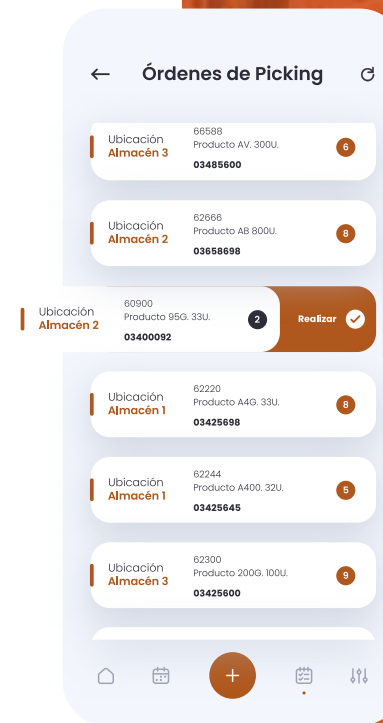 Órdenes de Picking
66588
Ubicación
Producto AV. 300U.
Almacén 3
6
03485600
62666
Ubicación
Producto AB 800U.
Almacén 2
8
03658698
60900
Ubicación
Producto 95G. 33U.
Almacén 2
2
Realizar
03400092
62220
Ubicación
Producto A4G. 33U.
Almacén 1
8
03425698
62244
Ubicación
Producto A400. 32U.
Almacén 1
5
03425645
62300
Ubicación
Producto 200G. 100U.
Almacén 3
9
03425600